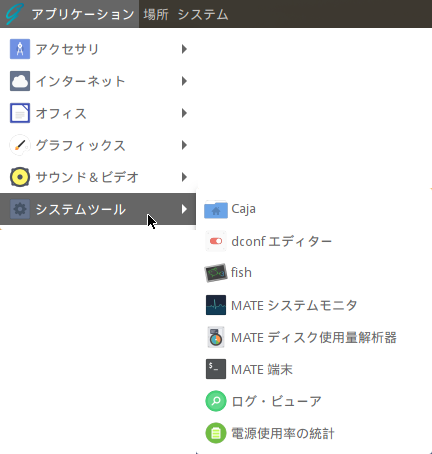 アプリケーション 場所 システム
アクセサリ
インターネット
オフィス
グラフィックス
サウンド＆ビデオ
システムツール
Caja
dconf エディター
fish
MATE システムモニタ
MATE ディスク使用量解析器
MATE 端末
ログ・ビューア
電源使用率の統計